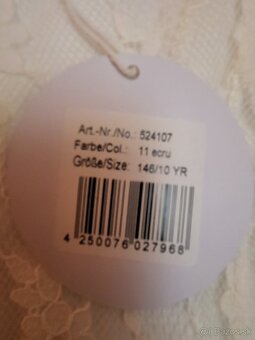 Art.-Nr./No.: 524107
Farbe/Col.: 11 ecru
Größe/Size: 146/10 YR
4 250076 027968